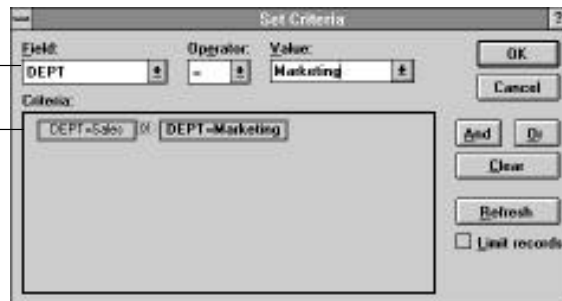 Set Criteria ?
Field: Operator: Value:
DEPT = Marketing
OK
Cancel
Criteria:
DEPT=Sales or DEPT=Marketing
And Or
Clear
Refresh
Limit records